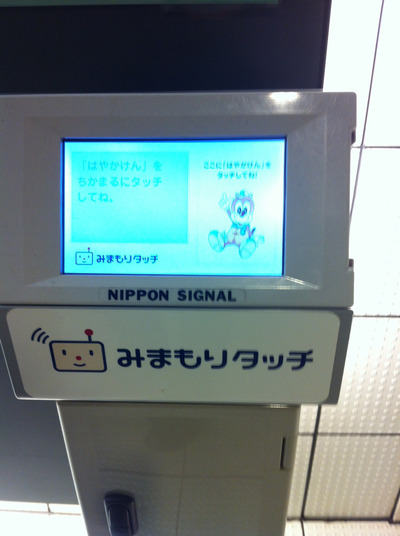 「はやかけん」を
ちかまるにタッチ
してね。
ここに「はやかけん」を
タッチしてね!
みまもりタッチ
NIPPON SIGNAL
みまもりタッチ